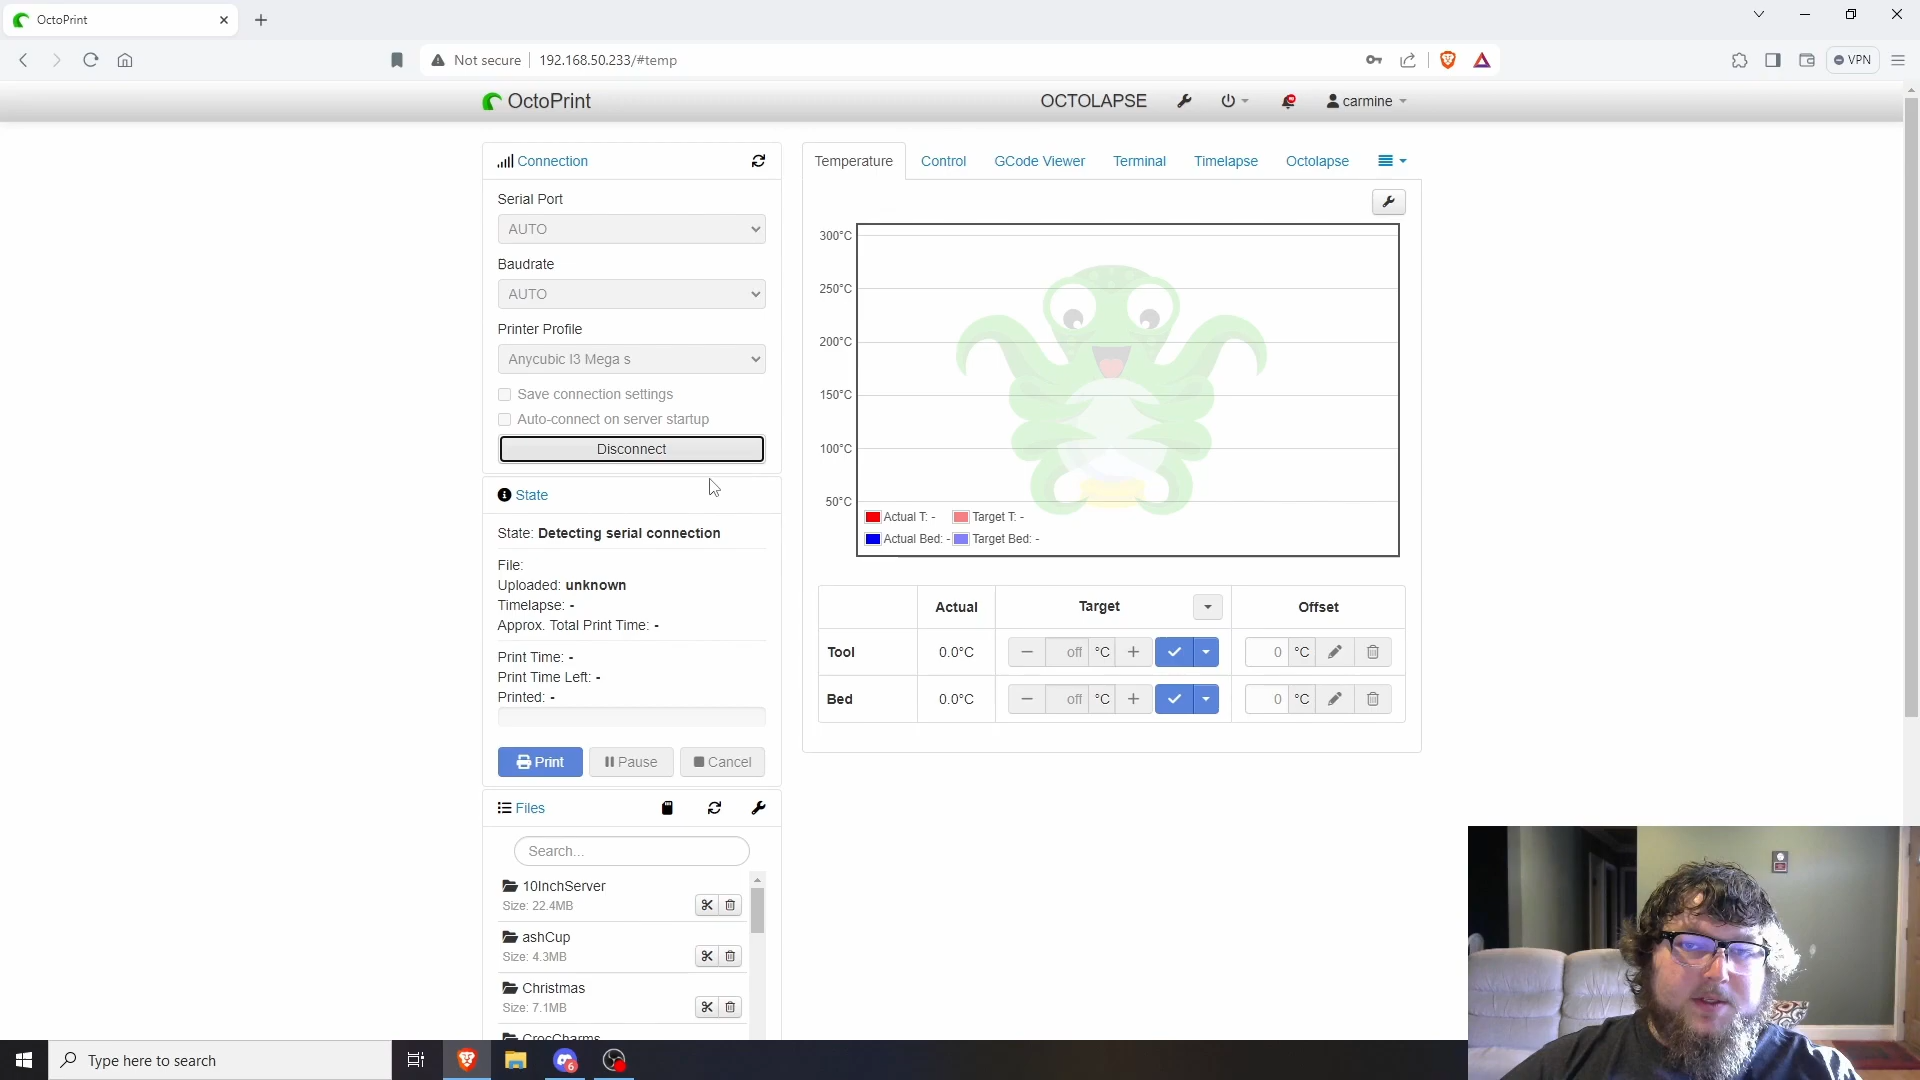 OctoPrint
Not secure
192.168.50.233/#temp
VPN
OctoPrint
OCTOLAPSE
carmine
Connection
Serial Port
AUTO
Baudrate
AUTO
Printer Profile
Anycubic I3 Mega s
Save connection settings
Auto-connect on server startup
Disconnect
State
State: Detecting serial connection
File:
Uploaded: unknown
Timelapse: -
Approx. Total Print Time: -
Print Time: -
Print Time Left: -
Printed: -
Print
Pause
Cancel
Files
Search...
10InchServer
Size: 22.4MB
ashCup
Size: 4.3MB
Christmas
Size: 7.1MB
CrocCharms
Temperature
Control
GCode Viewer
Terminal
Timelapse
Octolapse
300°C
250°C
200°C
150°C
100°C
50°C
Actual T: -
Target T: -
Actual Bed: -
Target Bed: -
Actual
Target
Offset
Tool
0.0°C
off °C
0 °C
Bed
0.0°C
off °C
0 °C
Type here to search
6